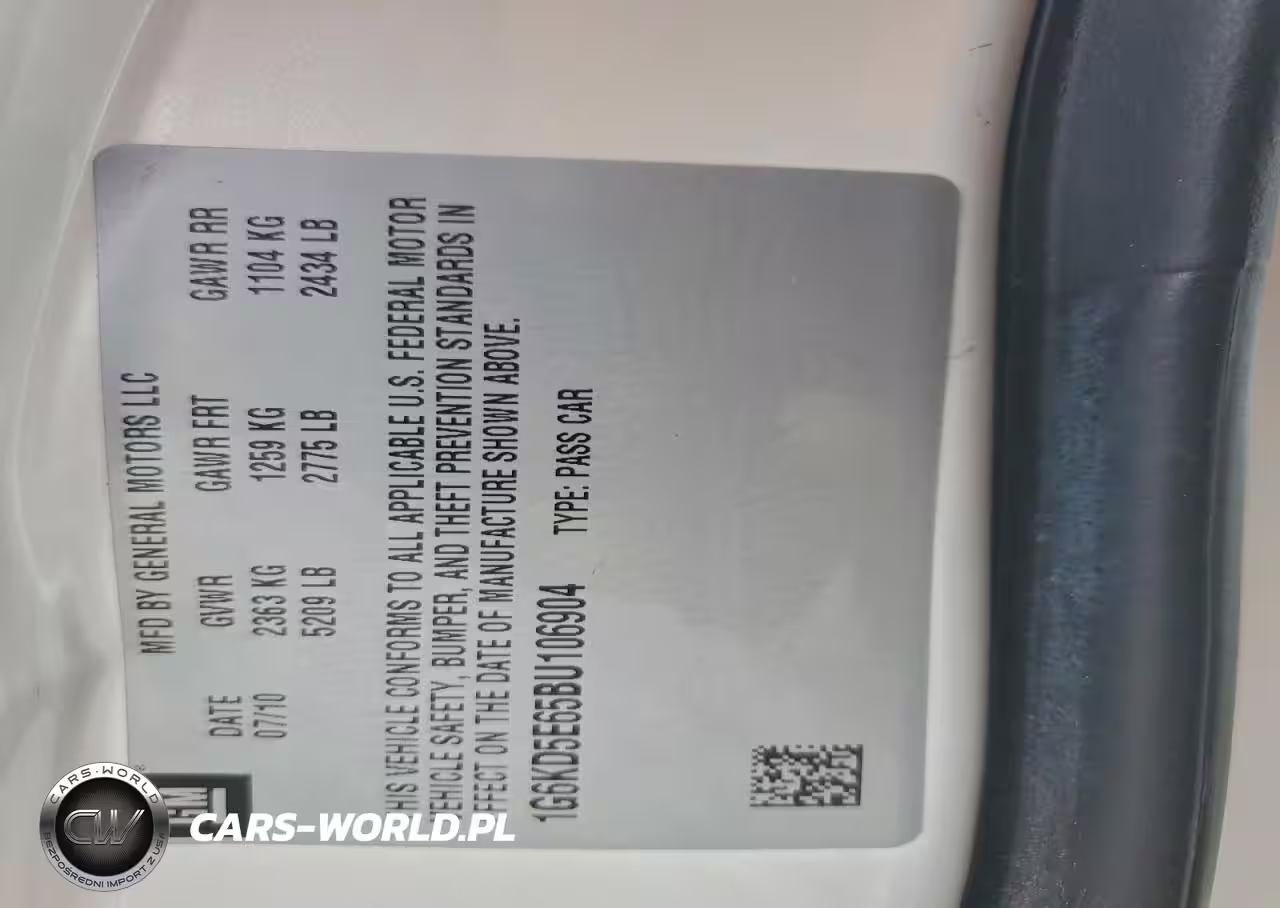 MFD BY GENERAL MOTORS LLC
DATE GVWR GAWR FRT GAWR RR
07/10 2363 KG 1259 KG 1104 KG
5209 LB 2775 LB 2434 LB
THIS VEHICLE CONFORMS TO ALL APPLICABLE U.S. FEDERAL MOTOR
VEHICLE SAFETY, BUMPER, AND THEFT PREVENTION STANDARDS IN
EFFECT ON THE DATE OF MANUFACTURE SHOWN ABOVE.
1G6KD5E65BU106904 TYPE: PASS CAR
GM
CARS-WORLD
CW
BEZPOŚREDNI IMPORT Z USA
CARS-WORLD.PL